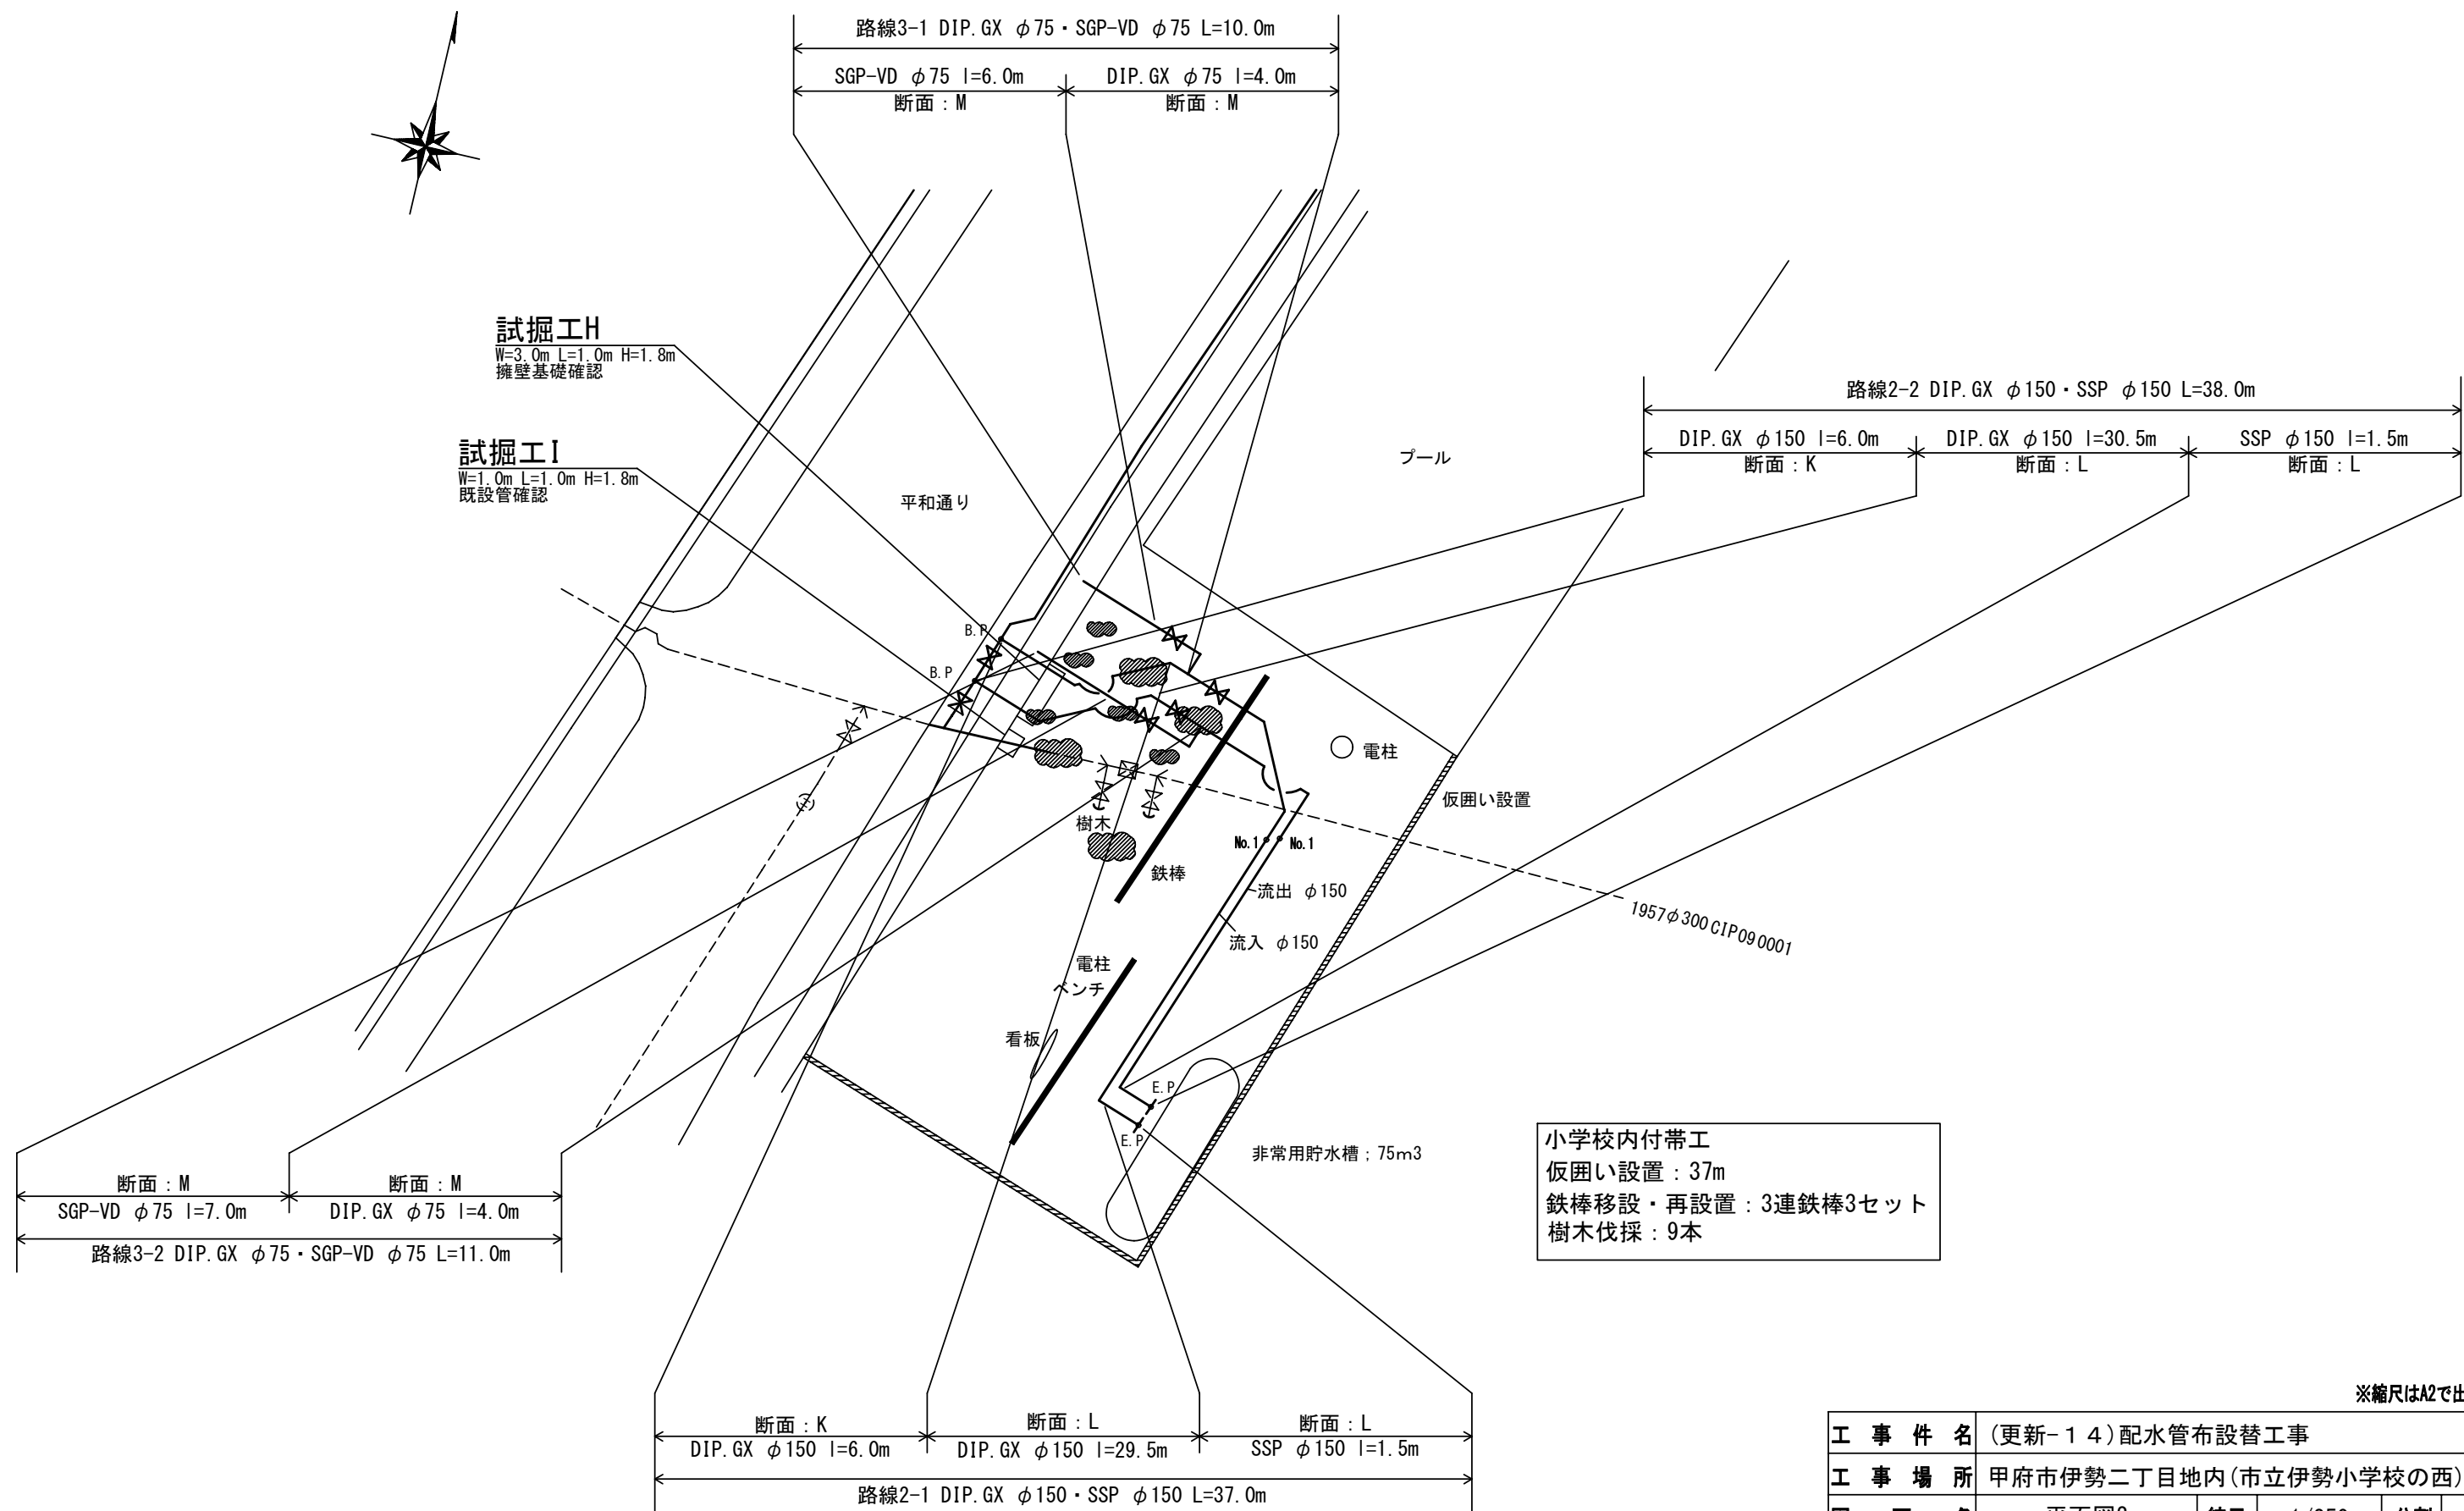 路線3-1 DIP.GX φ75・SGP-VD φ75 L=10.0m
SGP-VD φ75 l=6.0m
DIP.GX φ75 l=4.0m
断面：M
断面：M
試掘工H
W=3.0m L=1.0m H=1.8m
擁壁基礎確認
試掘工I
W=1.0m L=1.0m H=1.8m
既設管確認
平和通り
プール
路線2-2 DIP.GX φ150・SSP φ150 L=38.0m
DIP.GX φ150 l=6.0m
DIP.GX φ150 l=30.5m
SSP φ150 l=1.5m
断面：K
断面：L
断面：L
B.P
B.P
電柱
仮囲い設置
樹木
No.1
No.1
鉄棒
流出 φ150
流入 φ150
1957φ300CIP090001
電柱
ベンチ
看板
E.P
E.P
非常用貯水槽；75m3
小学校内付帯工
仮囲い設置：37m
鉄棒移設・再設置：3連鉄棒3セット
樹木伐採：9本
断面：M
断面：M
SGP-VD φ75 l=7.0m
DIP.GX φ75 l=4.0m
路線3-2 DIP.GX φ75・SGP-VD φ75 L=11.0m
断面：K
断面：L
断面：L
DIP.GX φ150 l=6.0m
DIP.GX φ150 l=29.5m
SSP φ150 l=1.5m
路線2-1 DIP.GX φ150・SSP φ150 L=37.0m
※縮尺はA2で出
工事件名 (更新-14)配水管布設替工事
工事場所 甲府市伊勢二丁目地内(市立伊勢小学校の西)